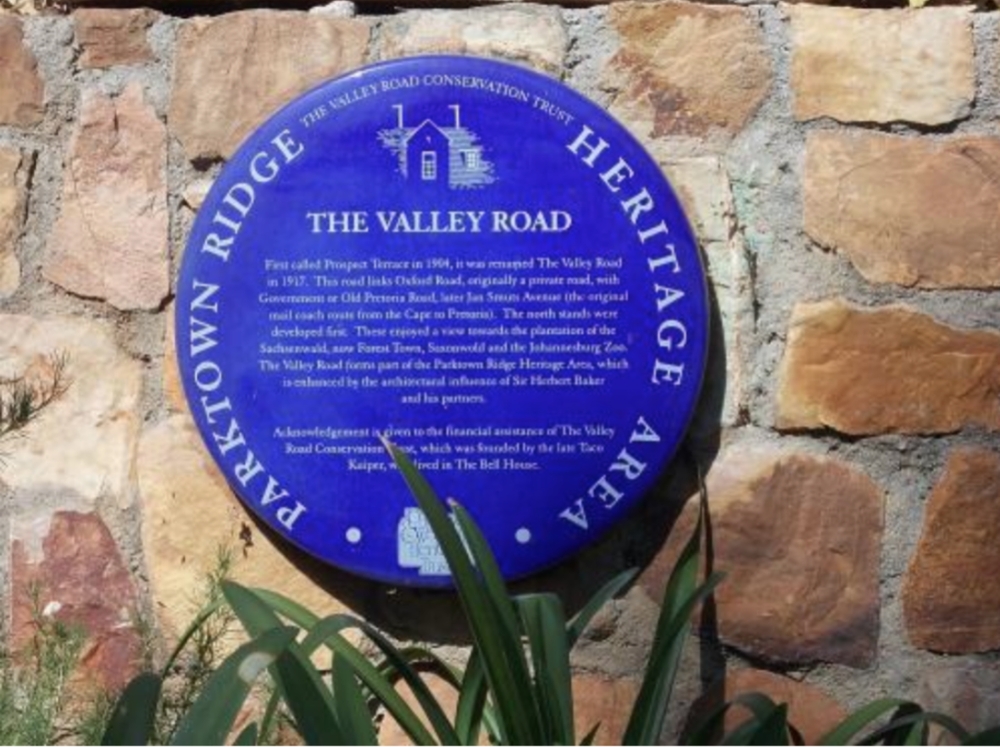 THE VALLEY ROAD CONSERVATION TRUST
PARKTOWN RIDGE HERITAGE AREA
THE VALLEY ROAD
First called Prospect Terrace in 1904, it was renamed The Valley Road
in 1917. This road links Oxford Road, originally a private road, with
Government or Old Pretoria Road, later Jan Smuts Avenue (the original
mail coach route from the Cape to Pretoria). The north stands were
developed first. These enjoyed a view towards the plantation of the
Sachsenwald, now Forest Town, Saxonwold and the Johannesburg Zoo.
The Valley Road forms part of the Parktown Ridge Heritage Area, which
is enhanced by the architectural influence of Sir Herbert Baker
and his partners.
Acknowledgement is given to the financial assistance of The Valley
Road Conservation which was founded by the late Taco
Kuiper, lived in The Bell House.